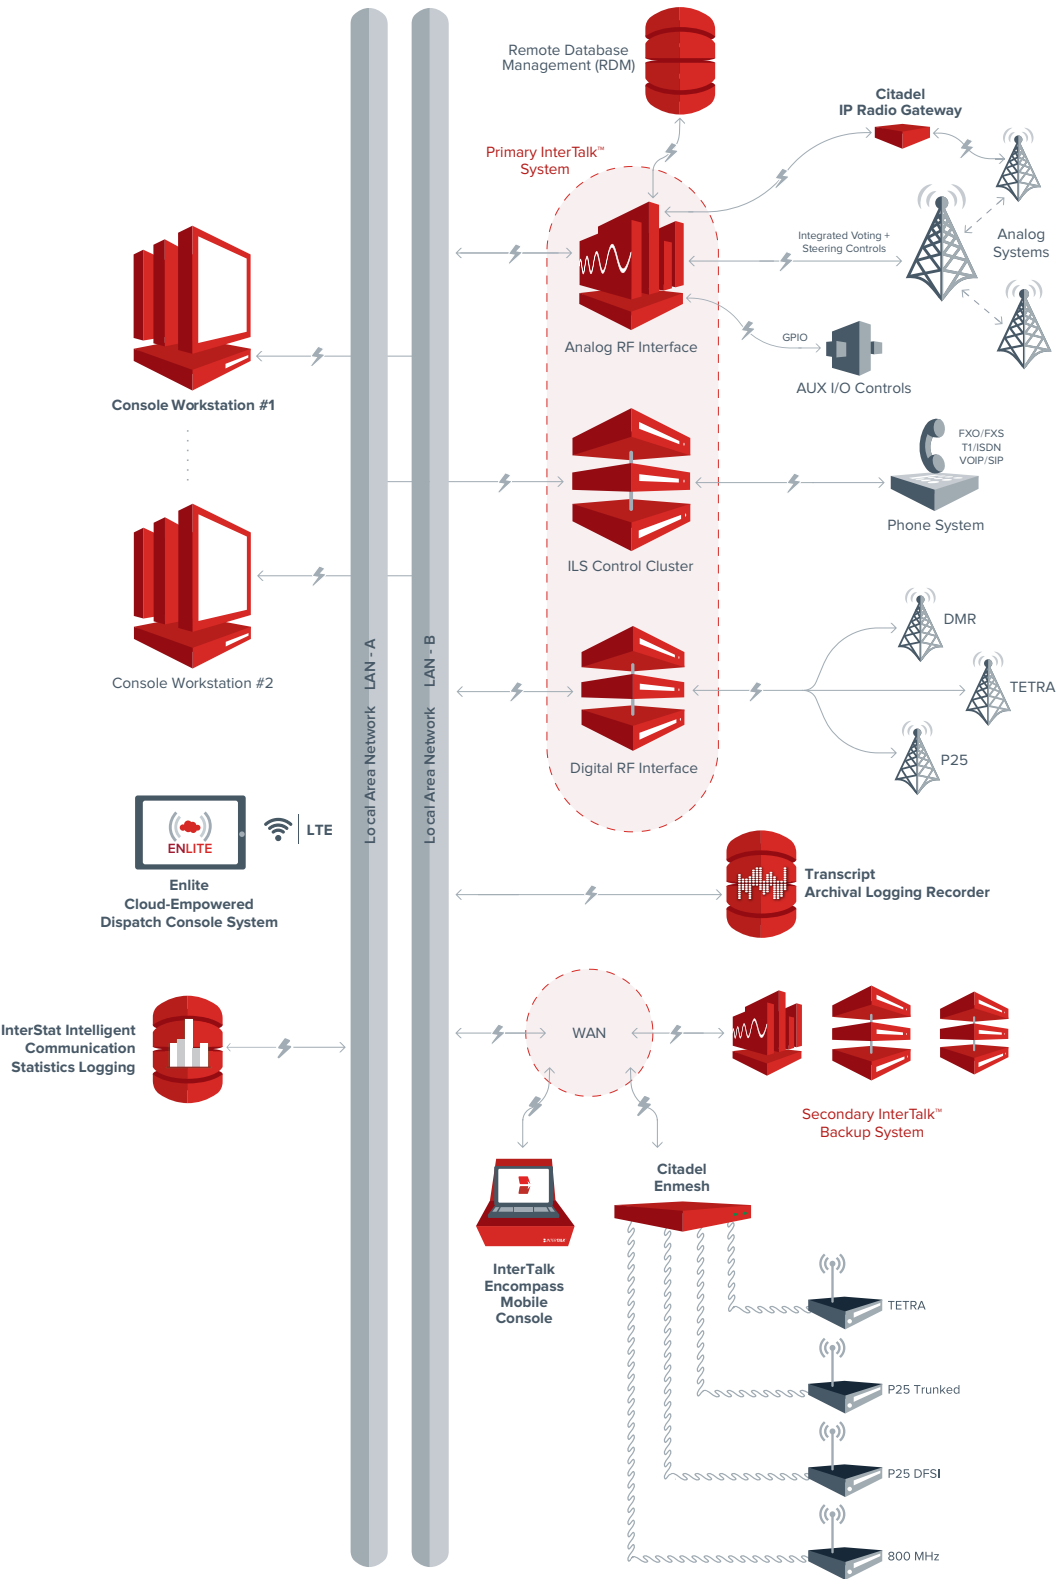 Remote Database
Management (RDM)
Citadel
IP Radio Gateway
Primary InterTalk™
System
Integrated Voting +
Steering Controls
Analog
Systems
GPIO
Analog RF Interface
AUX I/O Controls
Console Workstation #1
FXO/FXS
T1/ISDN
VOIP/SIP
Phone System
ILS Control Cluster
DMR
TETRA
P25
Console Workstation #2
Local Area Network LAN - A
Local Area Network LAN - B
Digital RF Interface
ENLITE
LTE
Enlite
Cloud-Empowered
Dispatch Console System
Transcript
Archival Logging Recorder
InterStat Intelligent
Communication
Statistics Logging
WAN
Secondary InterTalk™
Backup System
Citadel
Enmesh
InterTalk
Encompass
Mobile
Console
TETRA
P25 Trunked
P25 DFSI
800 MHz